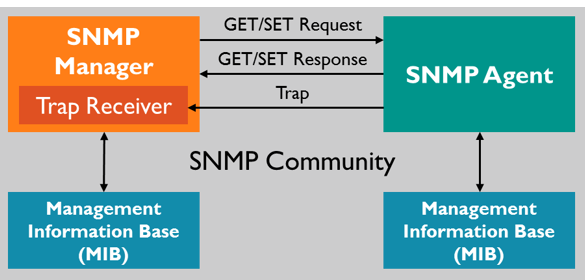 SNMP
Manager
Trap Receiver
GET/SET Request
GET/SET Response
Trap
SNMP Agent
SNMP Community
Management
Information Base
(MIB)
Management
Information Base
(MIB)